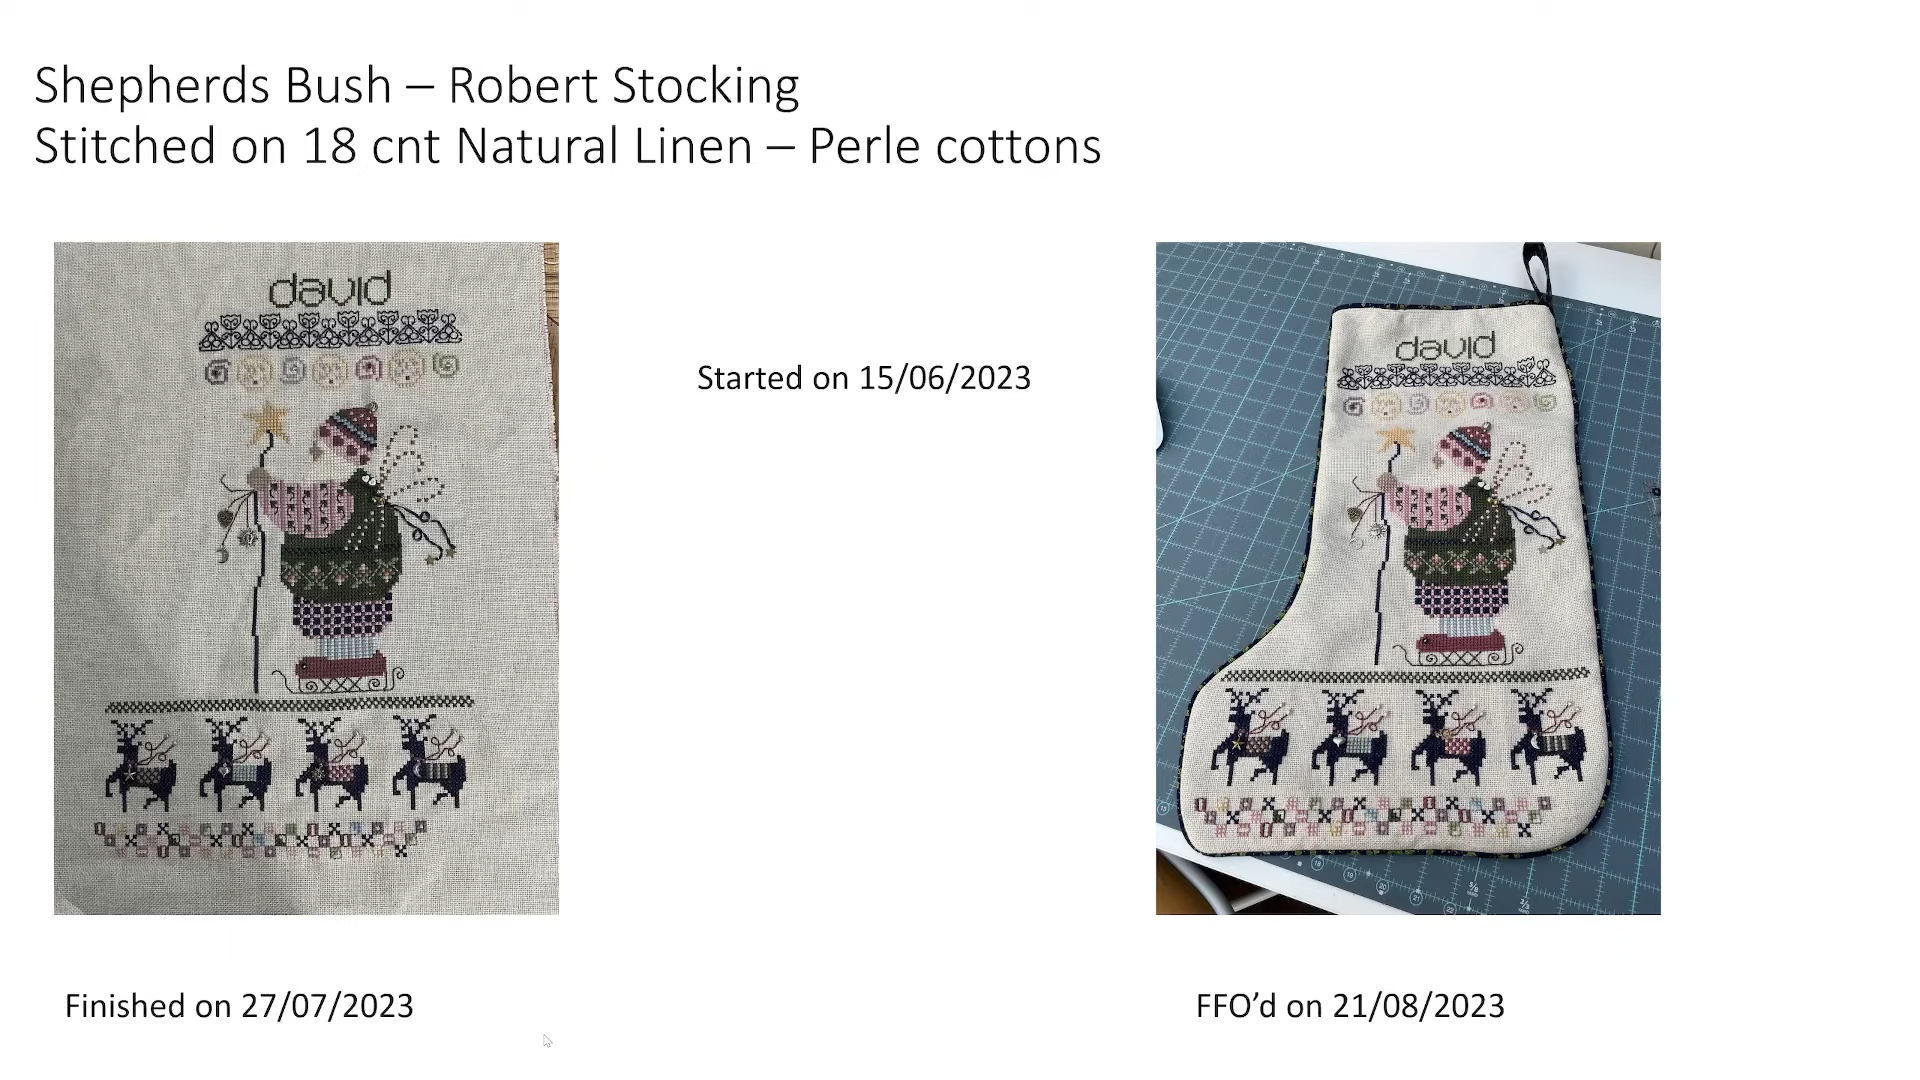 Shepherds Bush – Robert Stocking
Stitched on 18 cnt Natural Linen – Perle cottons
david
david
Started on 15/06/2023
Finished on 27/07/2023
FFO’d on 21/08/2023